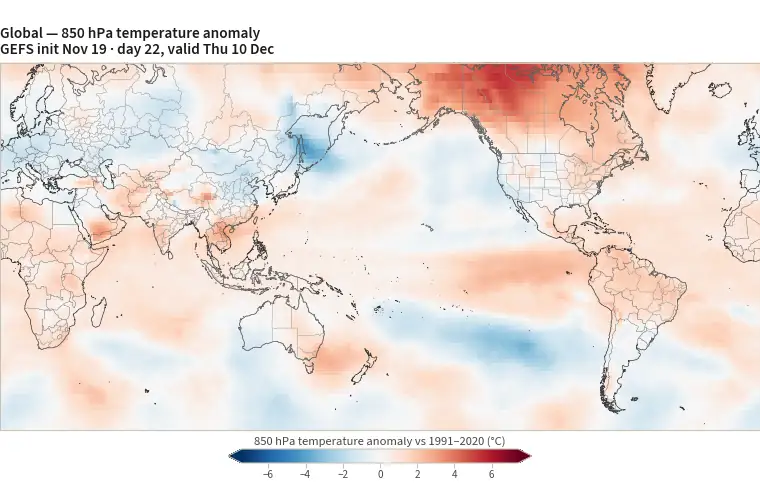 Global — 850 hPa temperature anomaly
GEFS init Nov 19 · day 22, valid Thu 10 Dec
850 hPa temperature anomaly vs 1991–2020 (°C)
−6 −4 −2 0 2 4 6